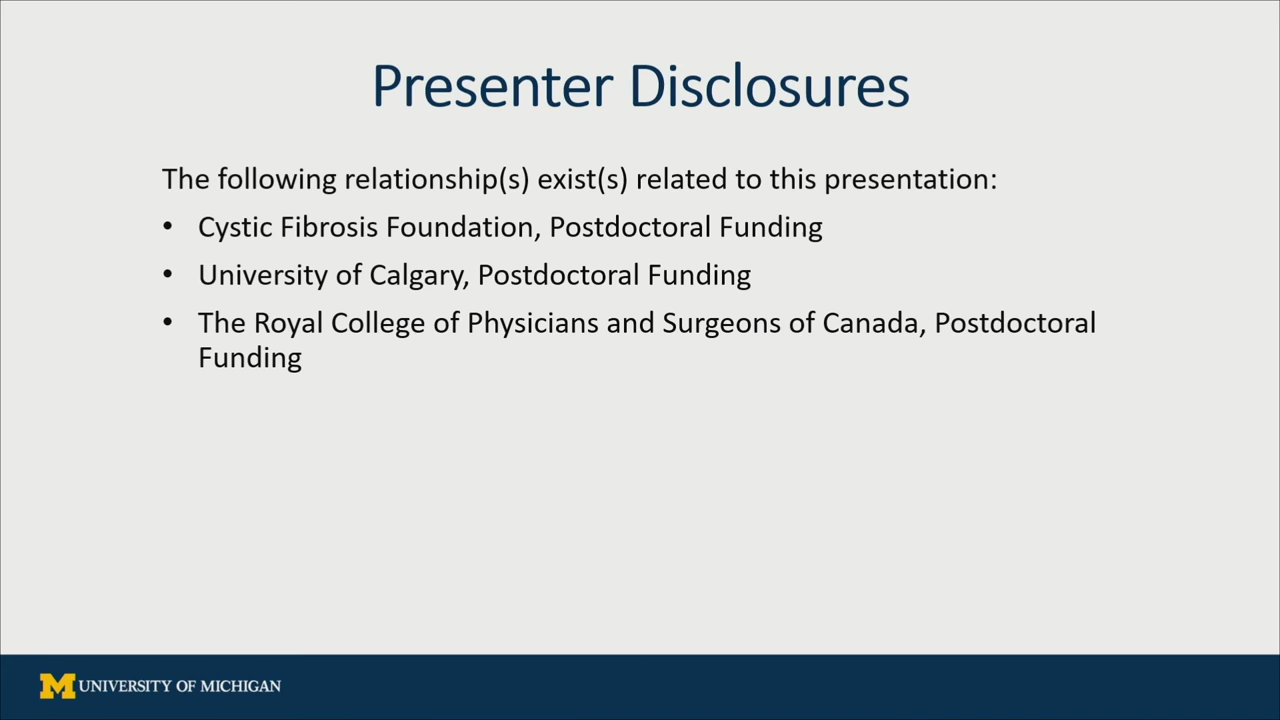 Presenter Disclosures
The following relationship(s) exist(s) related to this presentation:
• Cystic Fibrosis Foundation, Postdoctoral Funding
• University of Calgary, Postdoctoral Funding
• The Royal College of Physicians and Surgeons of Canada, Postdoctoral
Funding
M UNIVERSITY OF MICHIGAN